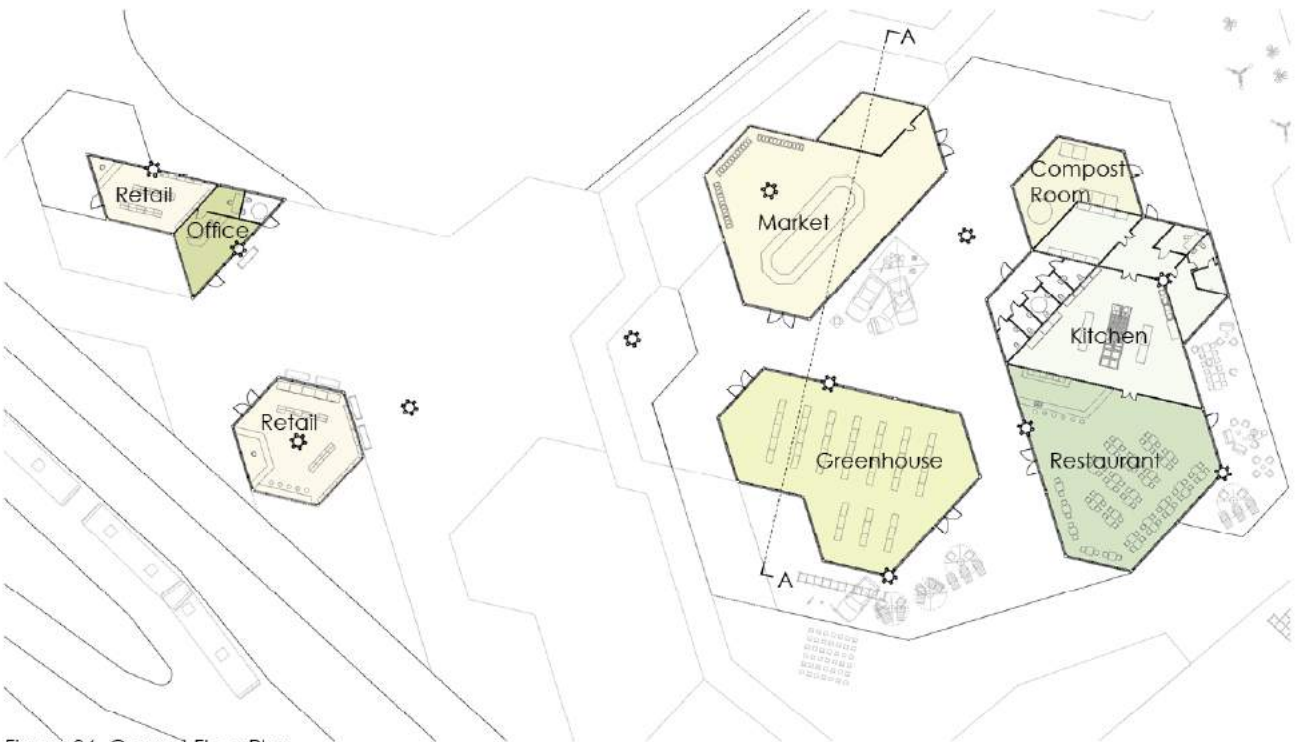 A
Compost
Room
Retail
Office
Market
Kitchen
Retail
Greenhouse
Restaurant
A